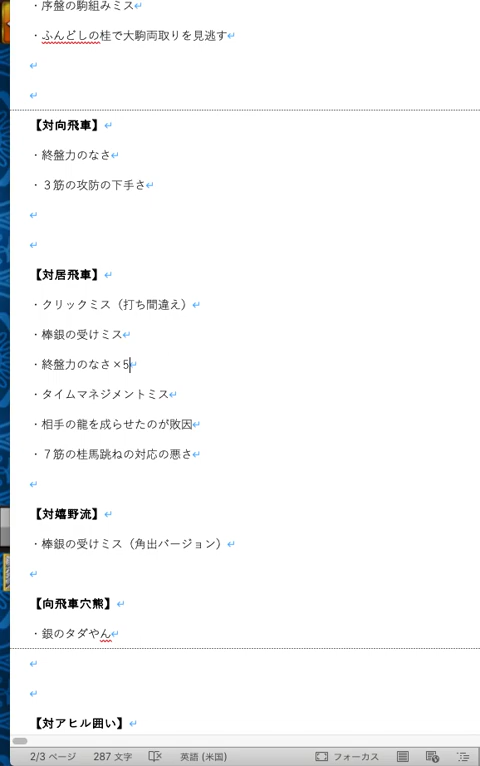 ・序盤の駒組みミス
・ふんどしの桂で大駒両取りを見逃す
【対向飛車】
・終盤力のなさ
・３筋の攻防の下手さ
【対居飛車】
・クリックミス（打ち間違え）
・棒銀の受けミス
・終盤力のなさ×5
・タイムマネジメントミス
・相手の龍を成らせたのが敗因
・７筋の桂馬跳ねの対応の悪さ
【対嬉野流】
・棒銀の受けミス（角出バージョン）
【向飛車穴熊】
・銀のタダやん
【対アヒル囲い】
2/3 ページ 287 文字 英語 (米国) フォーカス